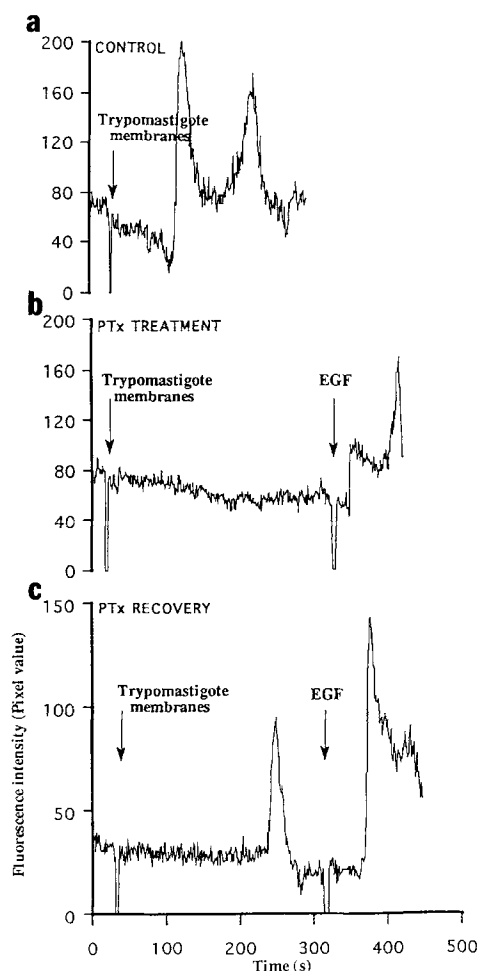 a
CONTROL
200
160
120
80
40
0
Trypomastigote
membranes
b
PTx TREATMENT
200
160
120
80
40
0
Trypomastigote
membranes
EGF
c
PTx RECOVERY
150
100
50
0
Trypomastigote
membranes
EGF
Fluorescence intensity (Pixel value)
0 100 200 300 400 500
Time (s)